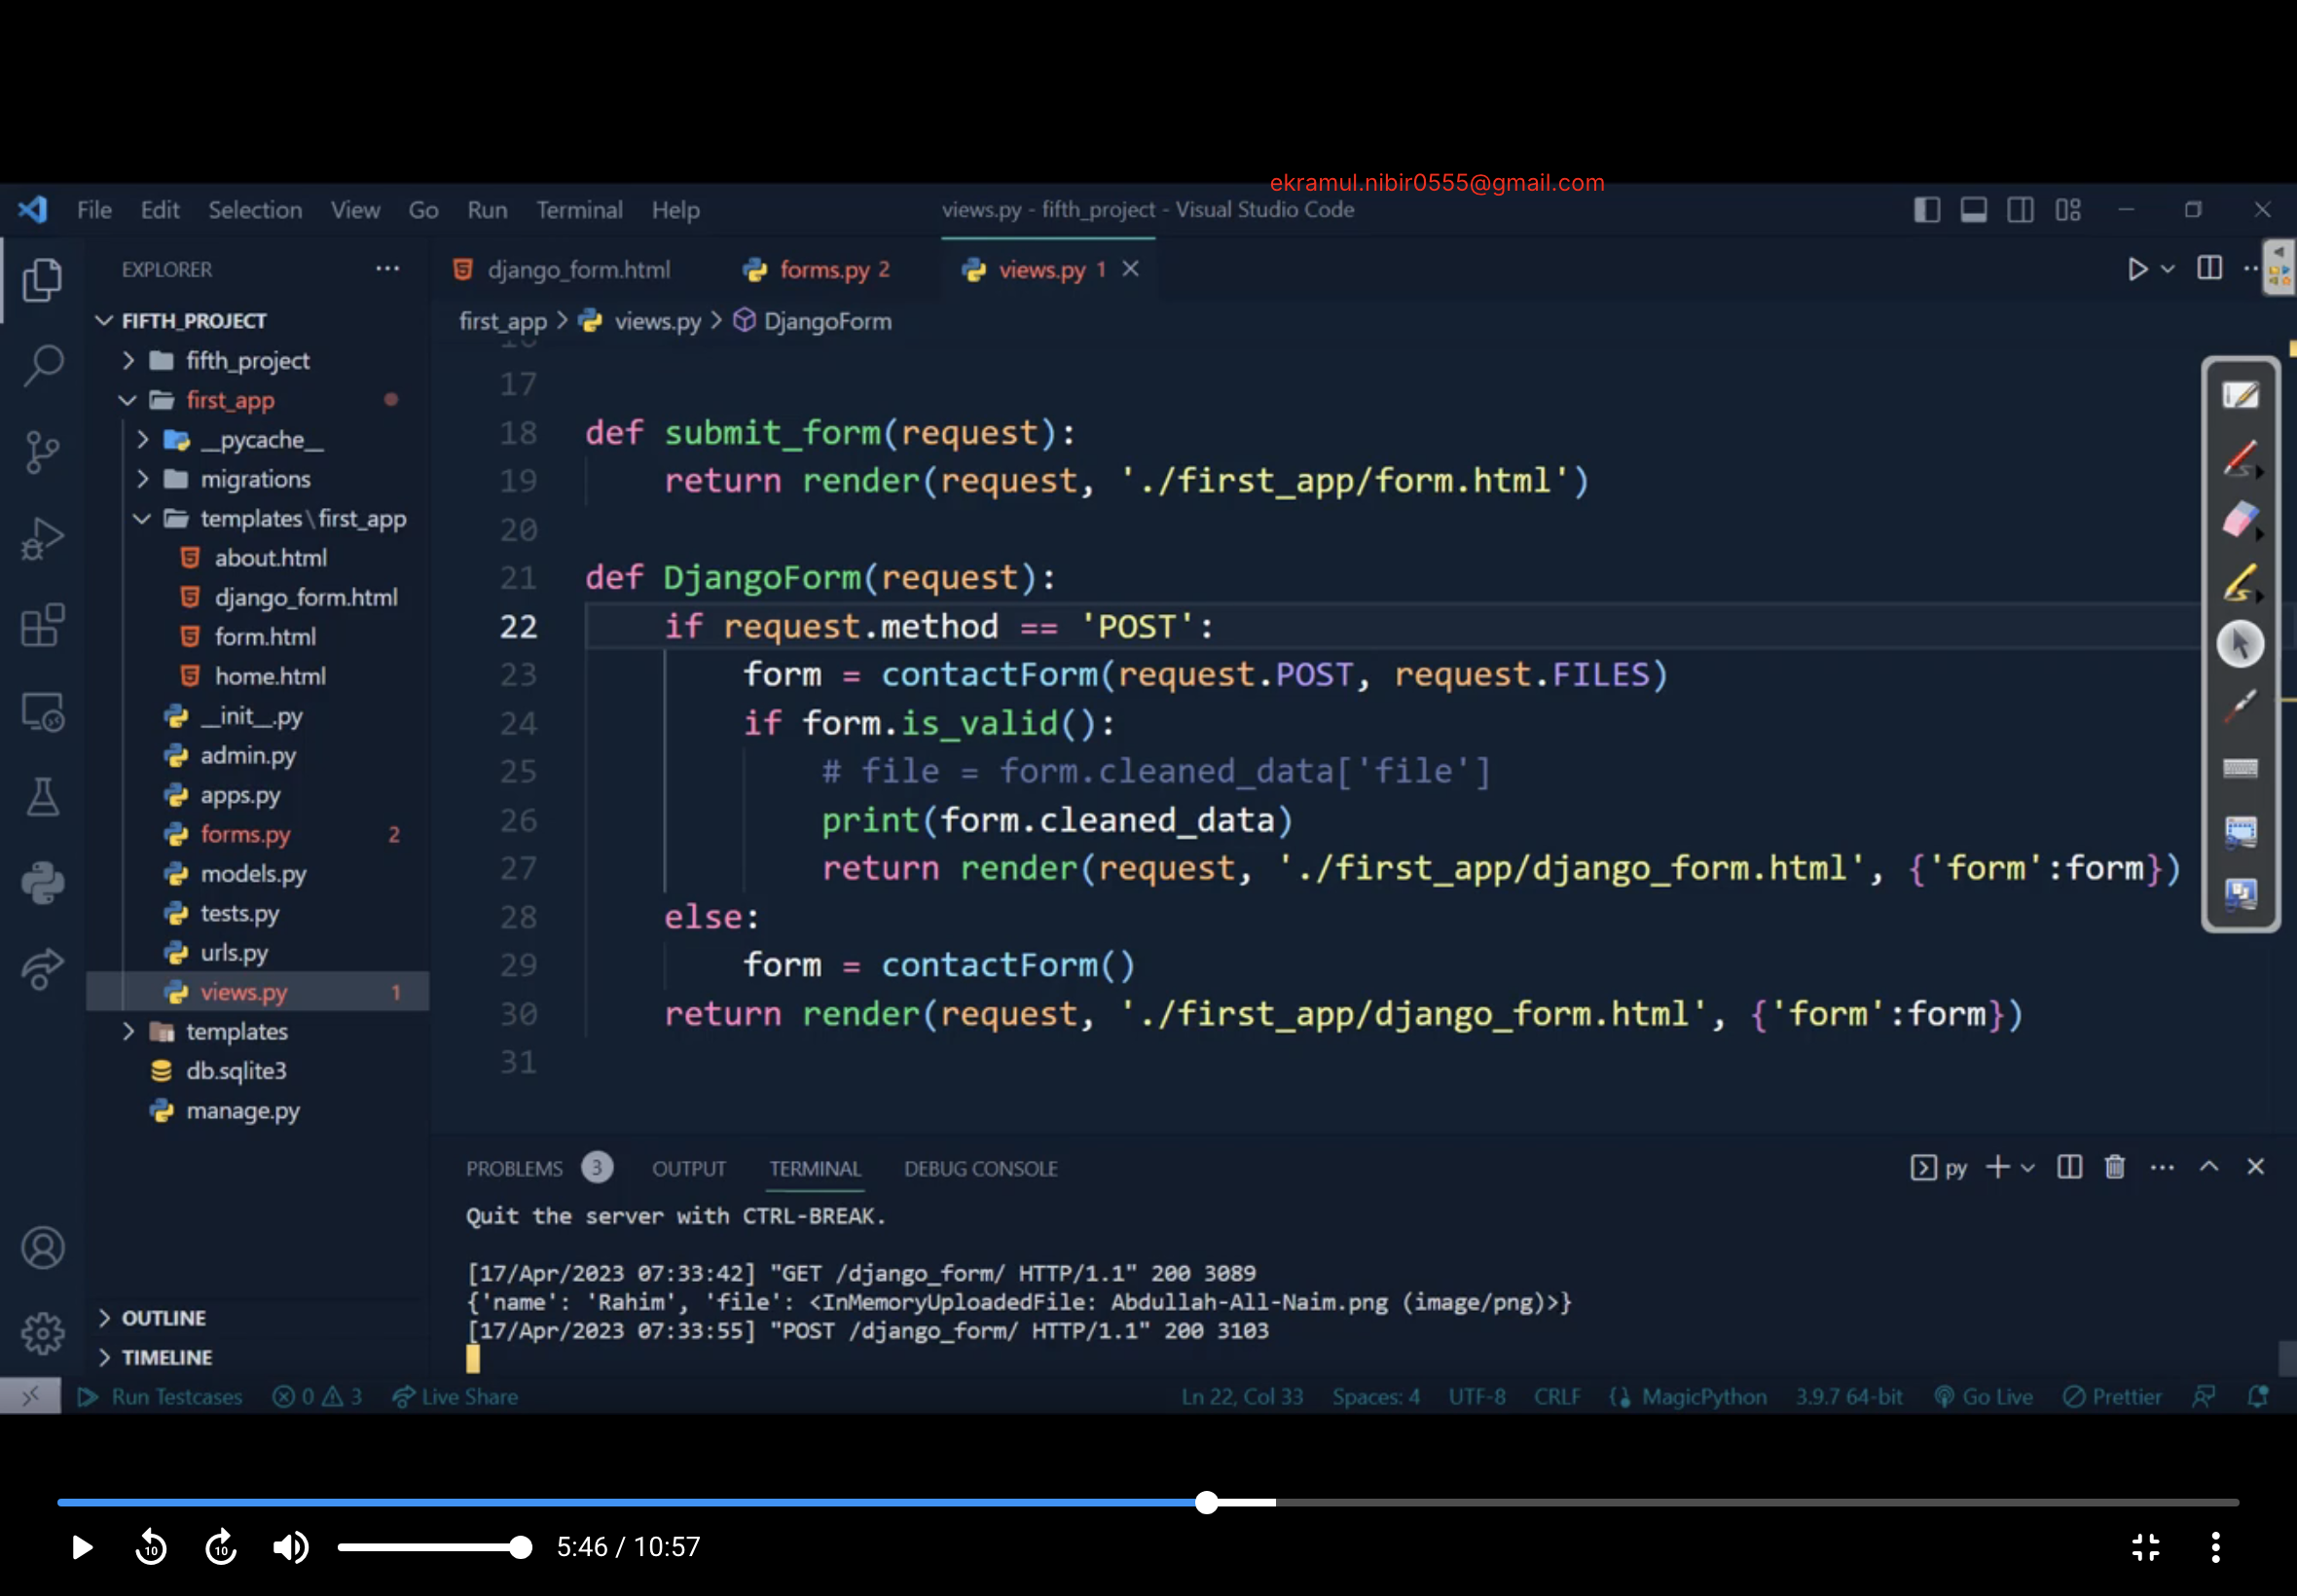 ekramul.nibir0555@gmail.com
File Edit Selection View Go Run Terminal Help views.py - fifth_project - Visual Studio Code
EXPLORER ··· django_form.html forms.py 2 views.py 1
FIFTH_PROJECT
first_app > views.py > DjangoForm
fifth_project
first_app
__pycache__
migrations
templates\first_app
about.html
django_form.html
form.html
home.html
__init__.py
admin.py
apps.py
forms.py 2
models.py
tests.py
urls.py
views.py 1
templates
db.sqlite3
manage.py
OUTLINE
TIMELINE
16
17
18 def submit_form(request):
19 return render(request, './first_app/form.html')
20
21 def DjangoForm(request):
22 if request.method == 'POST':
23 form = contactForm(request.POST, request.FILES)
24 if form.is_valid():
25 # file = form.cleaned_data['file']
26 print(form.cleaned_data)
27 return render(request, './first_app/django_form.html', {'form':form})
28 else:
29 form = contactForm()
30 return render(request, './first_app/django_form.html', {'form':form})
31
PROBLEMS 3 OUTPUT TERMINAL DEBUG CONSOLE py
Quit the server with CTRL-BREAK.
[17/Apr/2023 07:33:42] "GET /django_form/ HTTP/1.1" 200 3089
{'name': 'Rahim', 'file': <InMemoryUploadedFile: Abdullah-All-Naim.png (image/png)>}
[17/Apr/2023 07:33:55] "POST /django_form/ HTTP/1.1" 200 3103
Run Testcases 0 3 Live Share Ln 22, Col 33 Spaces: 4 UTF-8 CRLF MagicPython 3.9.7 64-bit Go Live Prettier
10 10 5:46 / 10:57